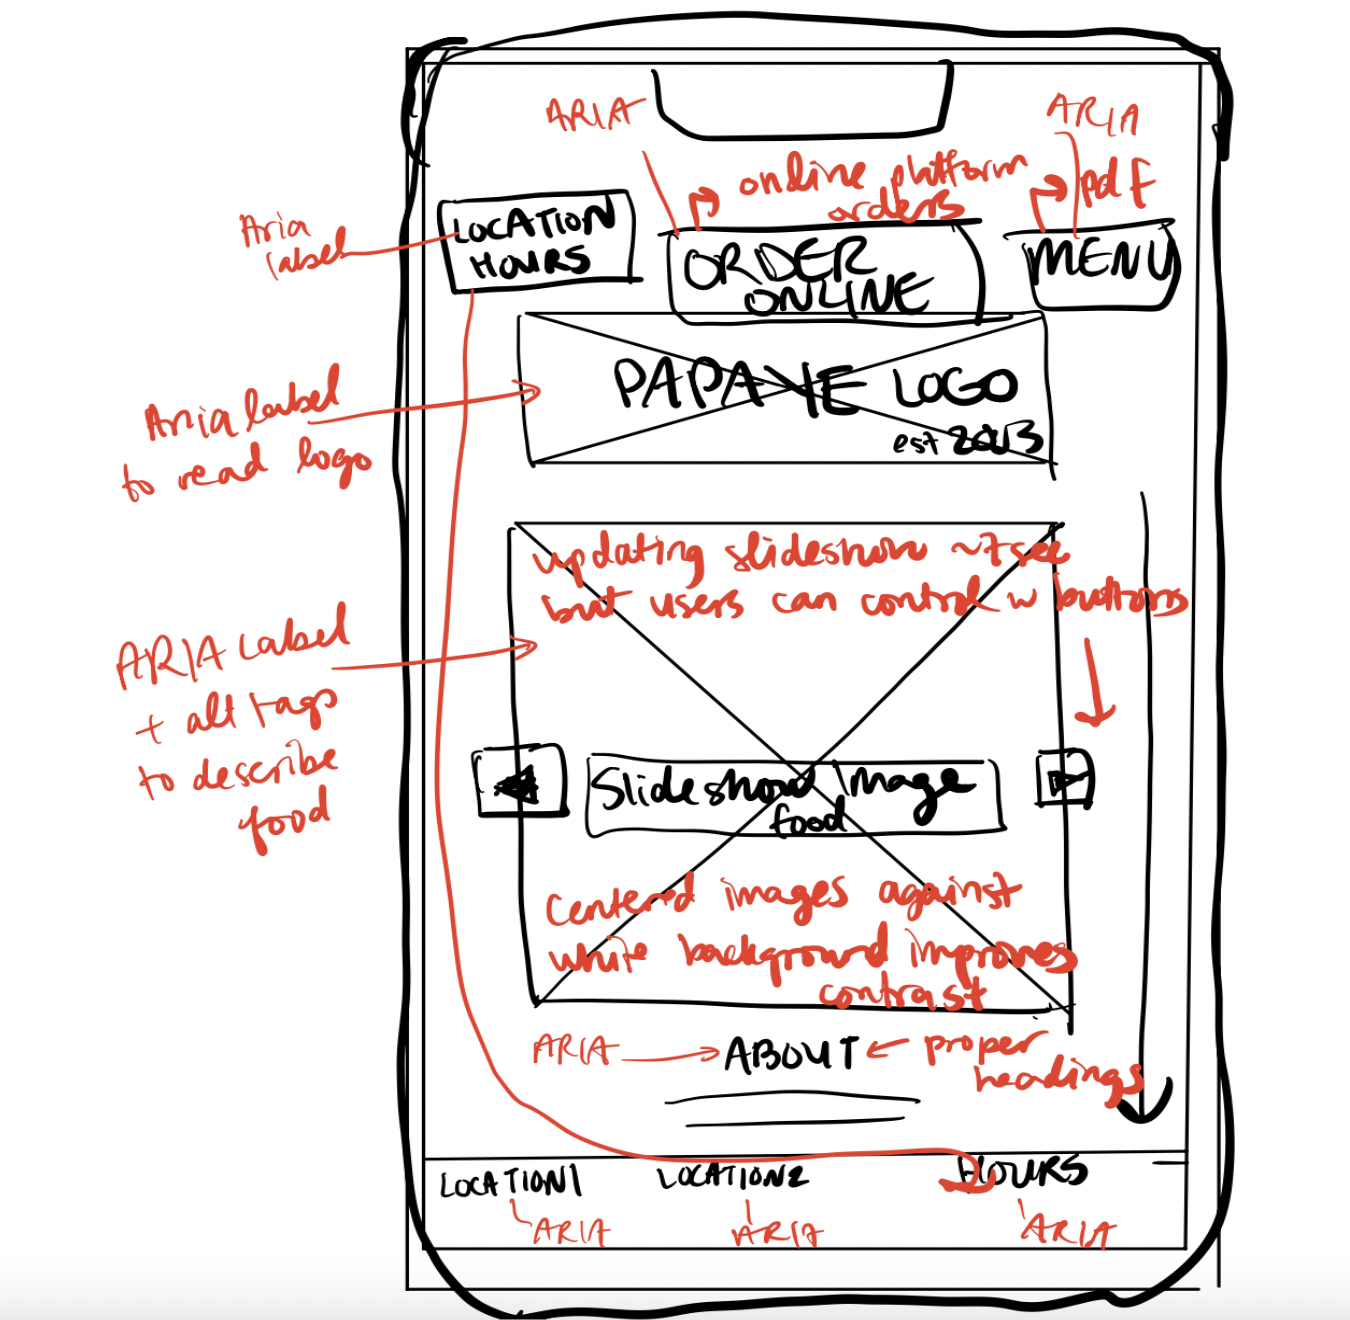 ARIA
ARIA
online platform
orders
pdf
Aria
label
LOCATION
HOURS
ORDER
ONLINE
MENU
Aria label
to read logo
PAPAYE LOGO
est 2013
updating slideshow ~7 sec
but users can control w buttons
ARIA Label
+ alt tags
to describe
food
Slideshow image
food
Centered images against
white background improves
contrast
ARIA
ABOUT
proper
headings
LOCATION1
LOCATION2
HOURS
ARIA
ARIA
ARIA